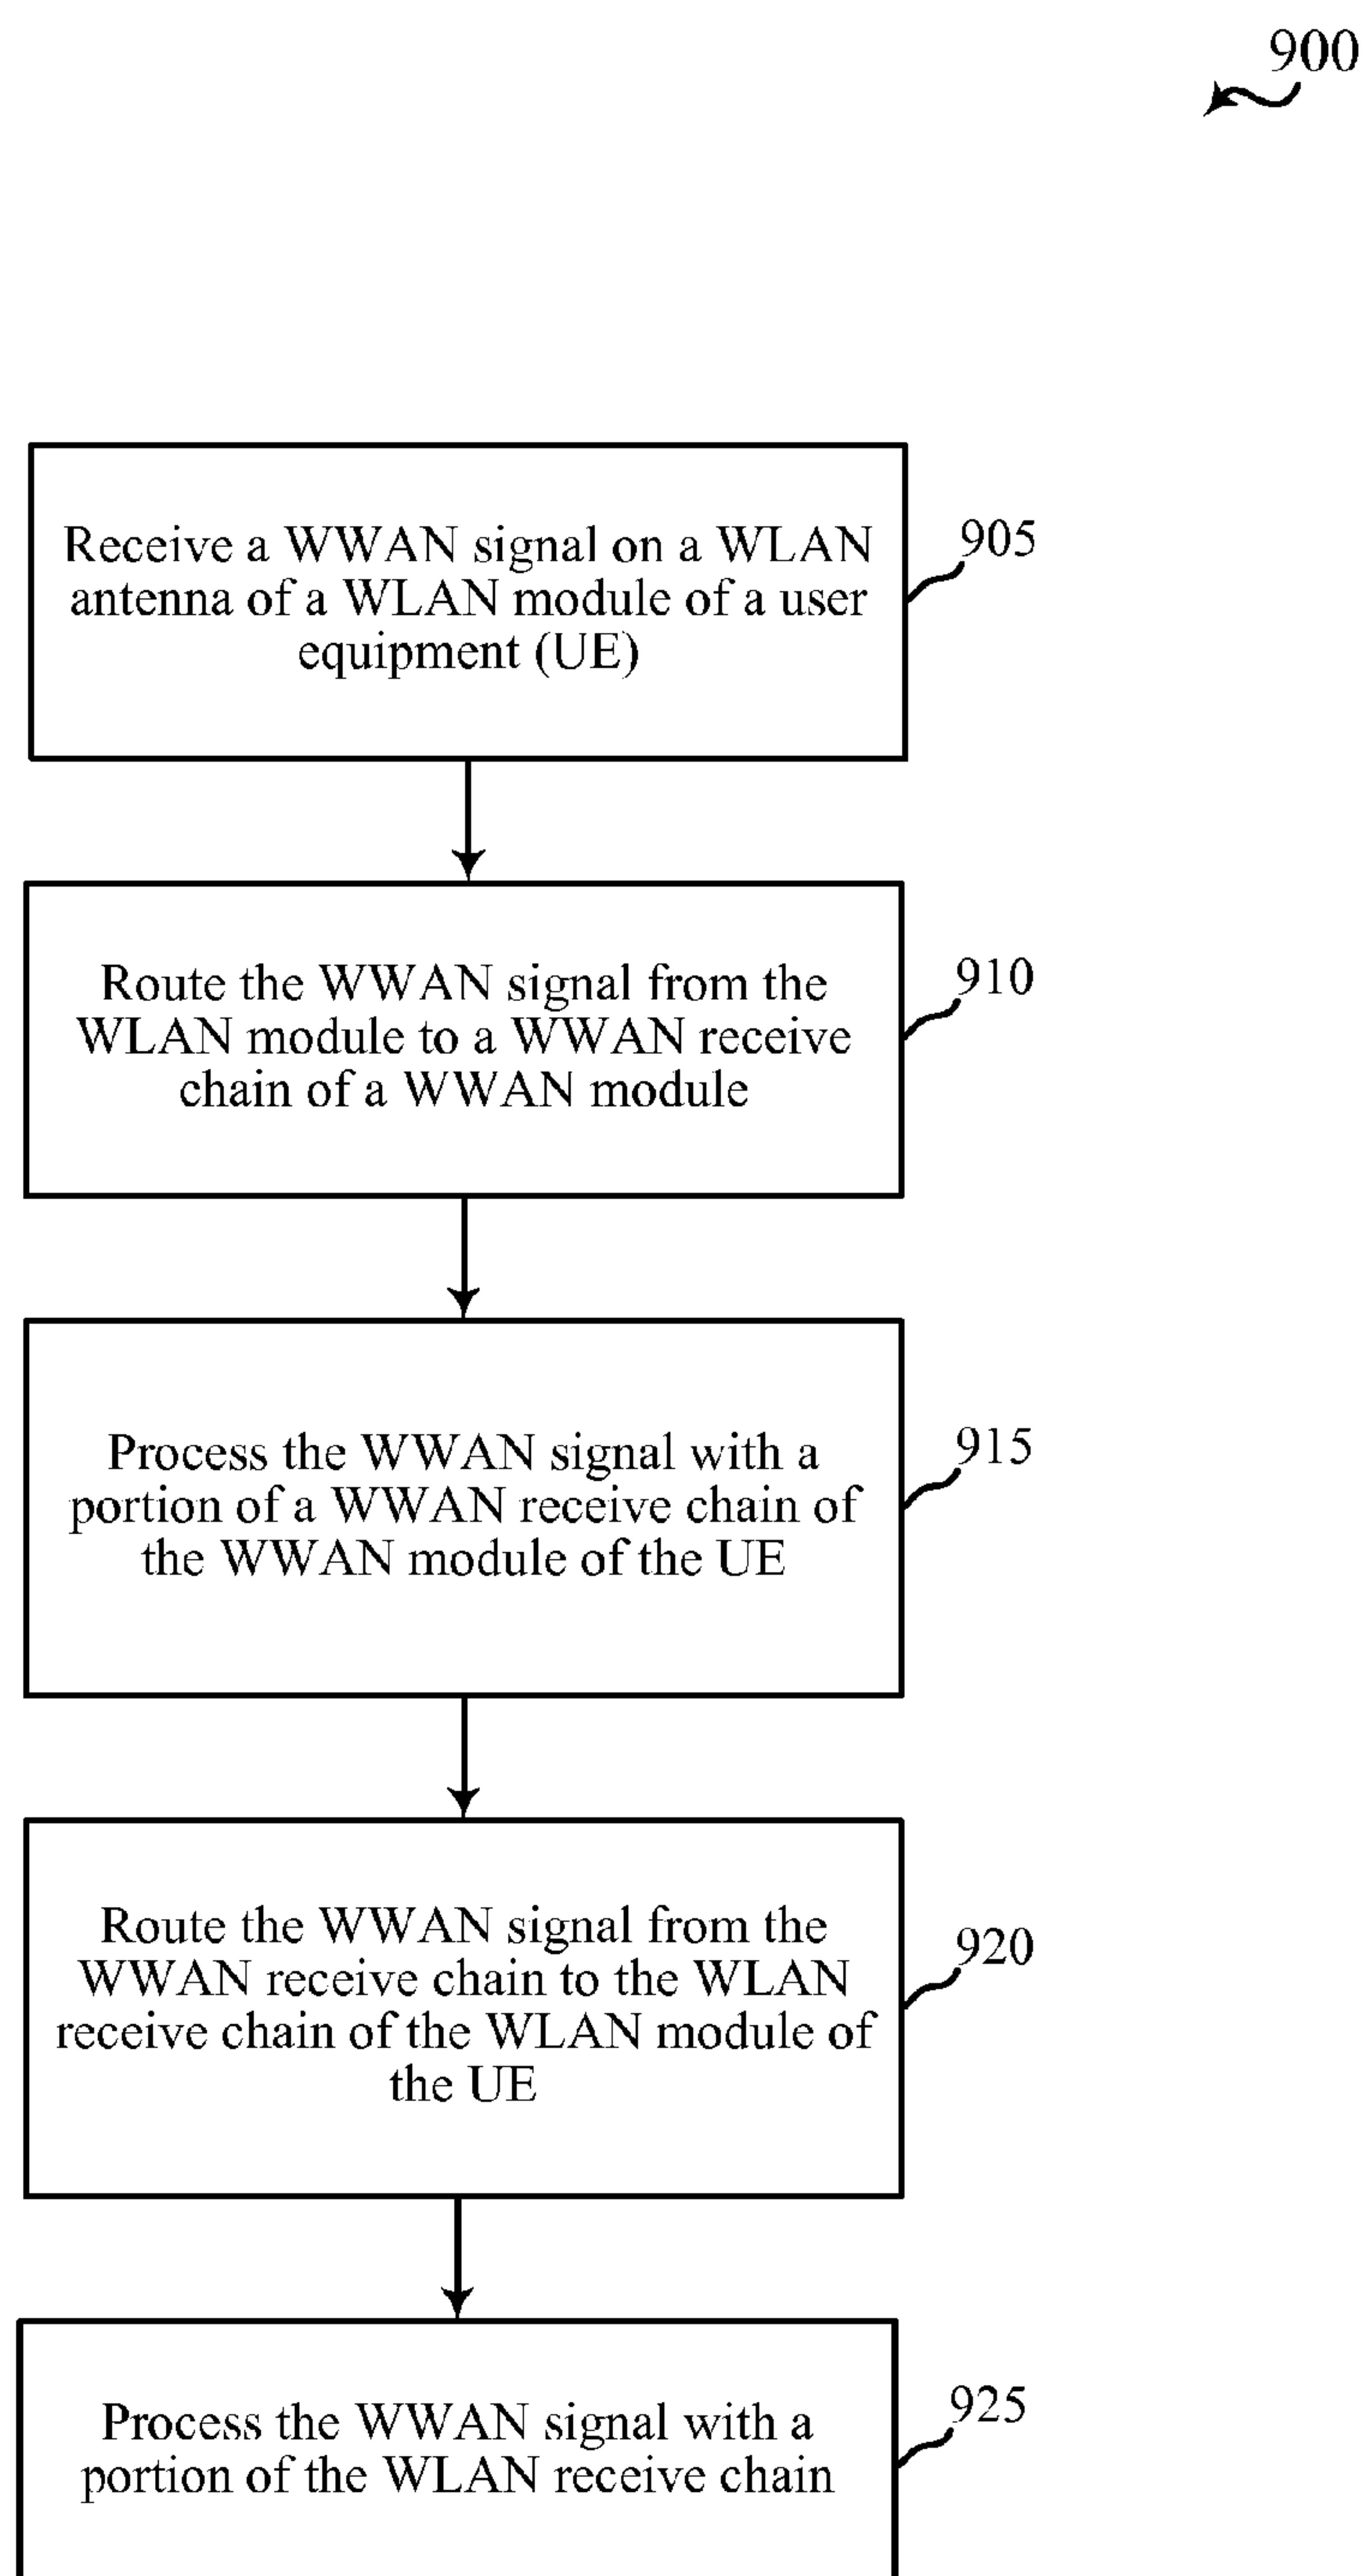 900
Receive a WWAN signal on a WLAN
antenna of a WLAN module of a user
equipment (UE)
905
Route the WWAN signal from the
WLAN module to a WWAN receive
chain of a WWAN module
910
Process the WWAN signal with a
portion of a WWAN receive chain of
the WWAN module of the UE
915
Route the WWAN signal from the
WWAN receive chain to the WLAN
receive chain of the WLAN module of
the UE
920
Process the WWAN signal with a
portion of the WLAN receive chain
925